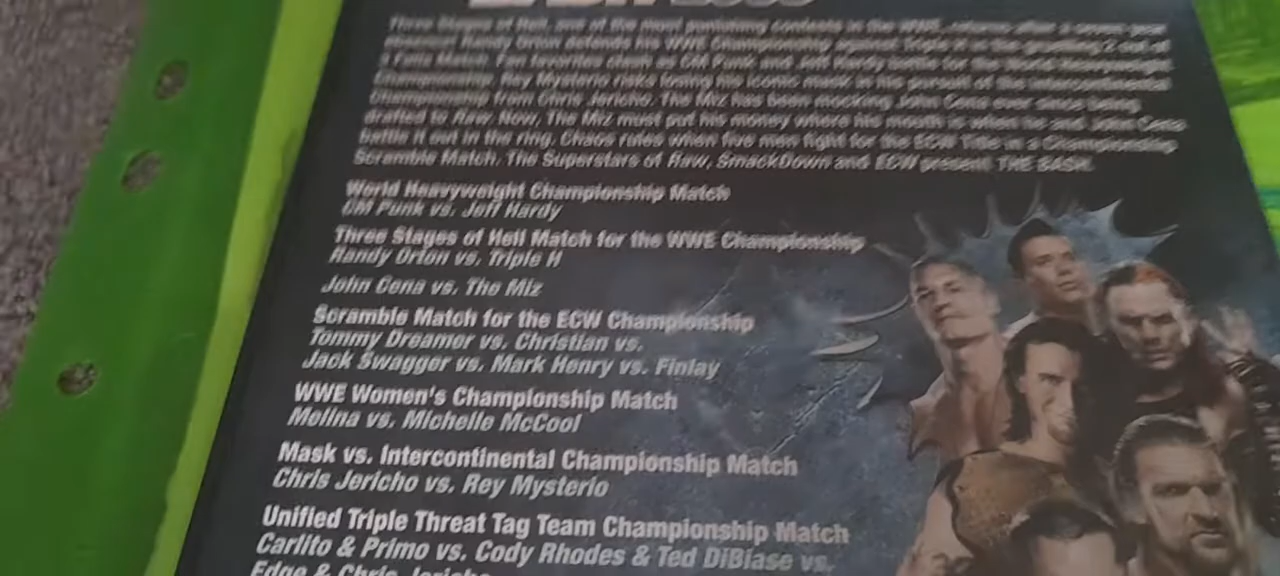 Three Stages of Hell, one of the most punishing contests in the WWE, returns after a seven year
Randy Orton defends his WWE Championship against Triple H in the grueling 2 out of
3 Falls Match. Fan favorites clash as CM Punk and Jeff Hardy battle for the World Heavyweight
Championship. Rey Mysterio risks losing his iconic mask in his pursuit of the Intercontinental
Championship from Chris Jericho. The Miz has been mocking John Cena ever since being
drafted to Raw. Now, The Miz must put his money where his mouth is when he and John Cena
battle it out in the ring. Chaos rules when five men fight for the ECW Title in a Championship
Scramble Match. The Superstars of Raw, SmackDown and ECW present THE BASH.
World Heavyweight Championship Match
CM Punk vs. Jeff Hardy
Three Stages of Hell Match for the WWE Championship
Randy Orton vs. Triple H
John Cena vs. The Miz
Scramble Match for the ECW Championship
Tommy Dreamer vs. Christian vs.
Jack Swagger vs. Mark Henry vs. Finlay
WWE Women's Championship Match
Melina vs. Michelle McCool
Mask vs. Intercontinental Championship Match
Chris Jericho vs. Rey Mysterio
Unified Triple Threat Tag Team Championship Match
Carlito & Primo vs. Cody Rhodes & Ted DiBiase vs.
Edge & Chris Jericho